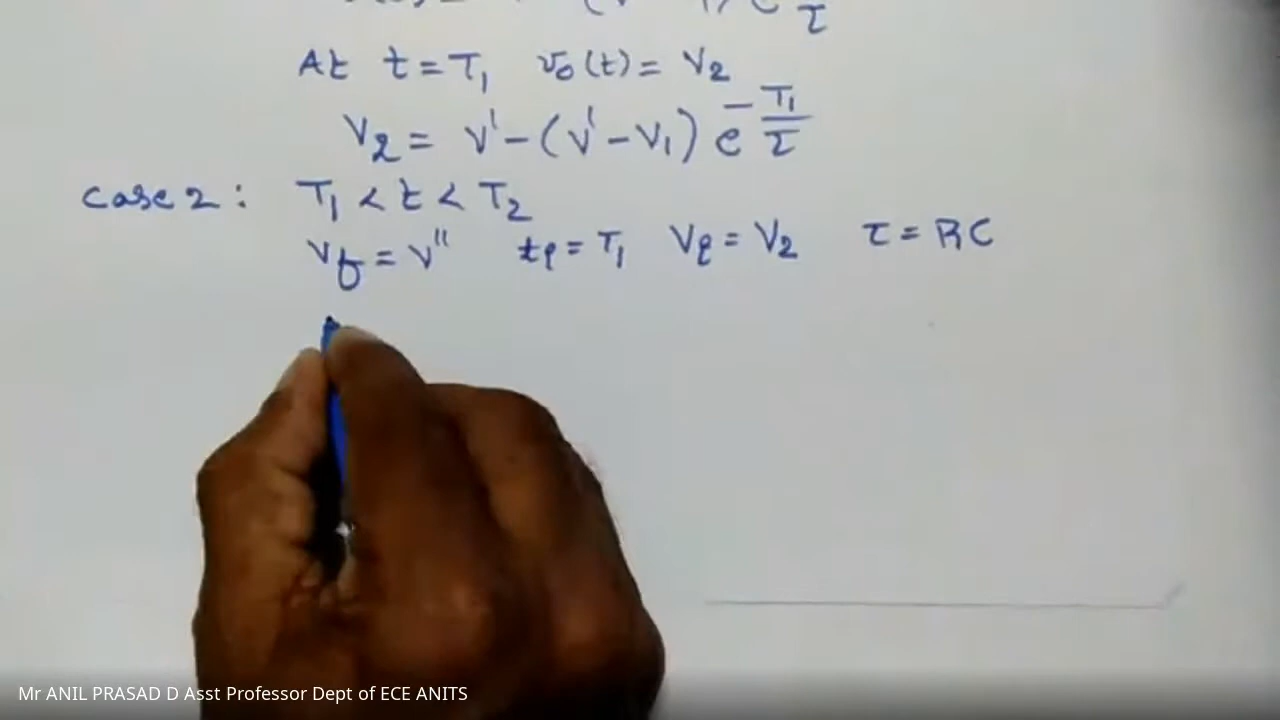 τ
At t = T₁ v₀(t) = V₂
V₂ = V' - (V' - V₁) e^(-T₁/τ)
Case 2 : T₁ < t < T₂
Vf = V'' ti = T₁ Vi = V₂ τ = RC
Mr ANIL PRASAD D Asst Professor Dept of ECE ANITS